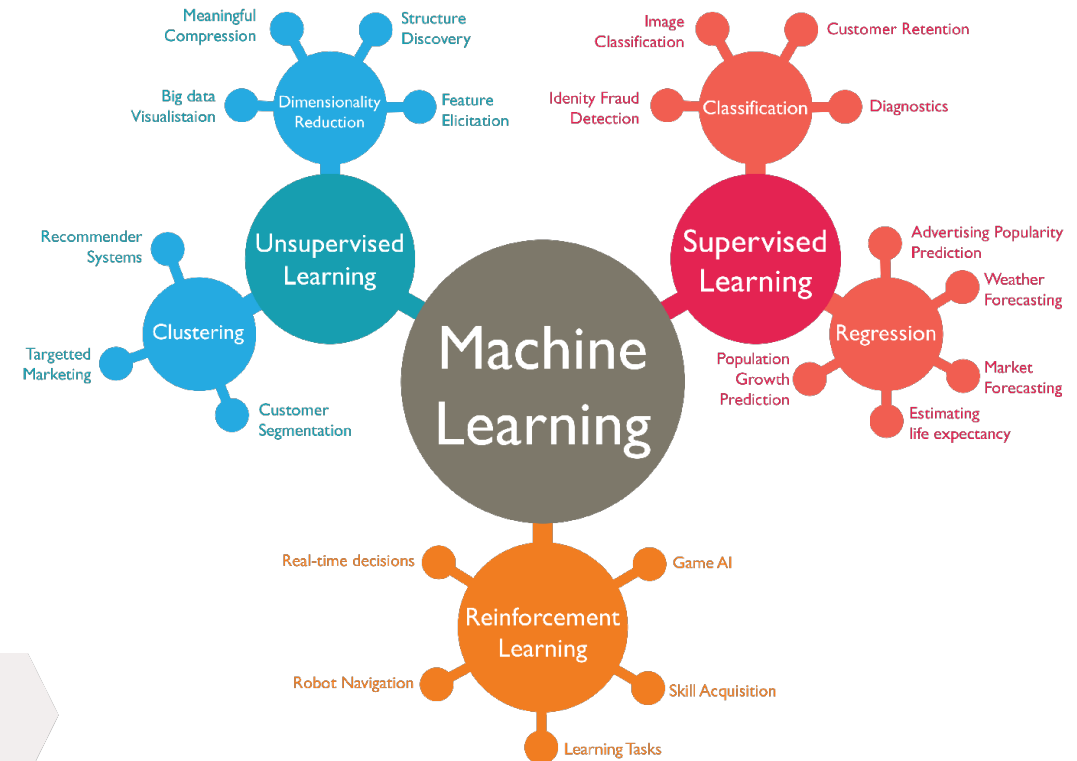 Meaningful
Compression
Structure
Discovery
Big data
Visualistaion
Dimensionality
Reduction
Feature
Elicitation
Image
Classification
Customer Retention
Idenity Fraud
Detection
Classification
Diagnostics
Unsupervised
Learning
Supervised
Learning
Recommender
Systems
Clustering
Targetted
Marketing
Customer
Segmentation
Machine
Learning
Advertising Popularity
Prediction
Weather
Forecasting
Regression
Population
Growth
Prediction
Market
Forecasting
Estimating
life expectancy
Real-time decisions
Game AI
Reinforcement
Learning
Robot Navigation
Skill Acquisition
Learning Tasks